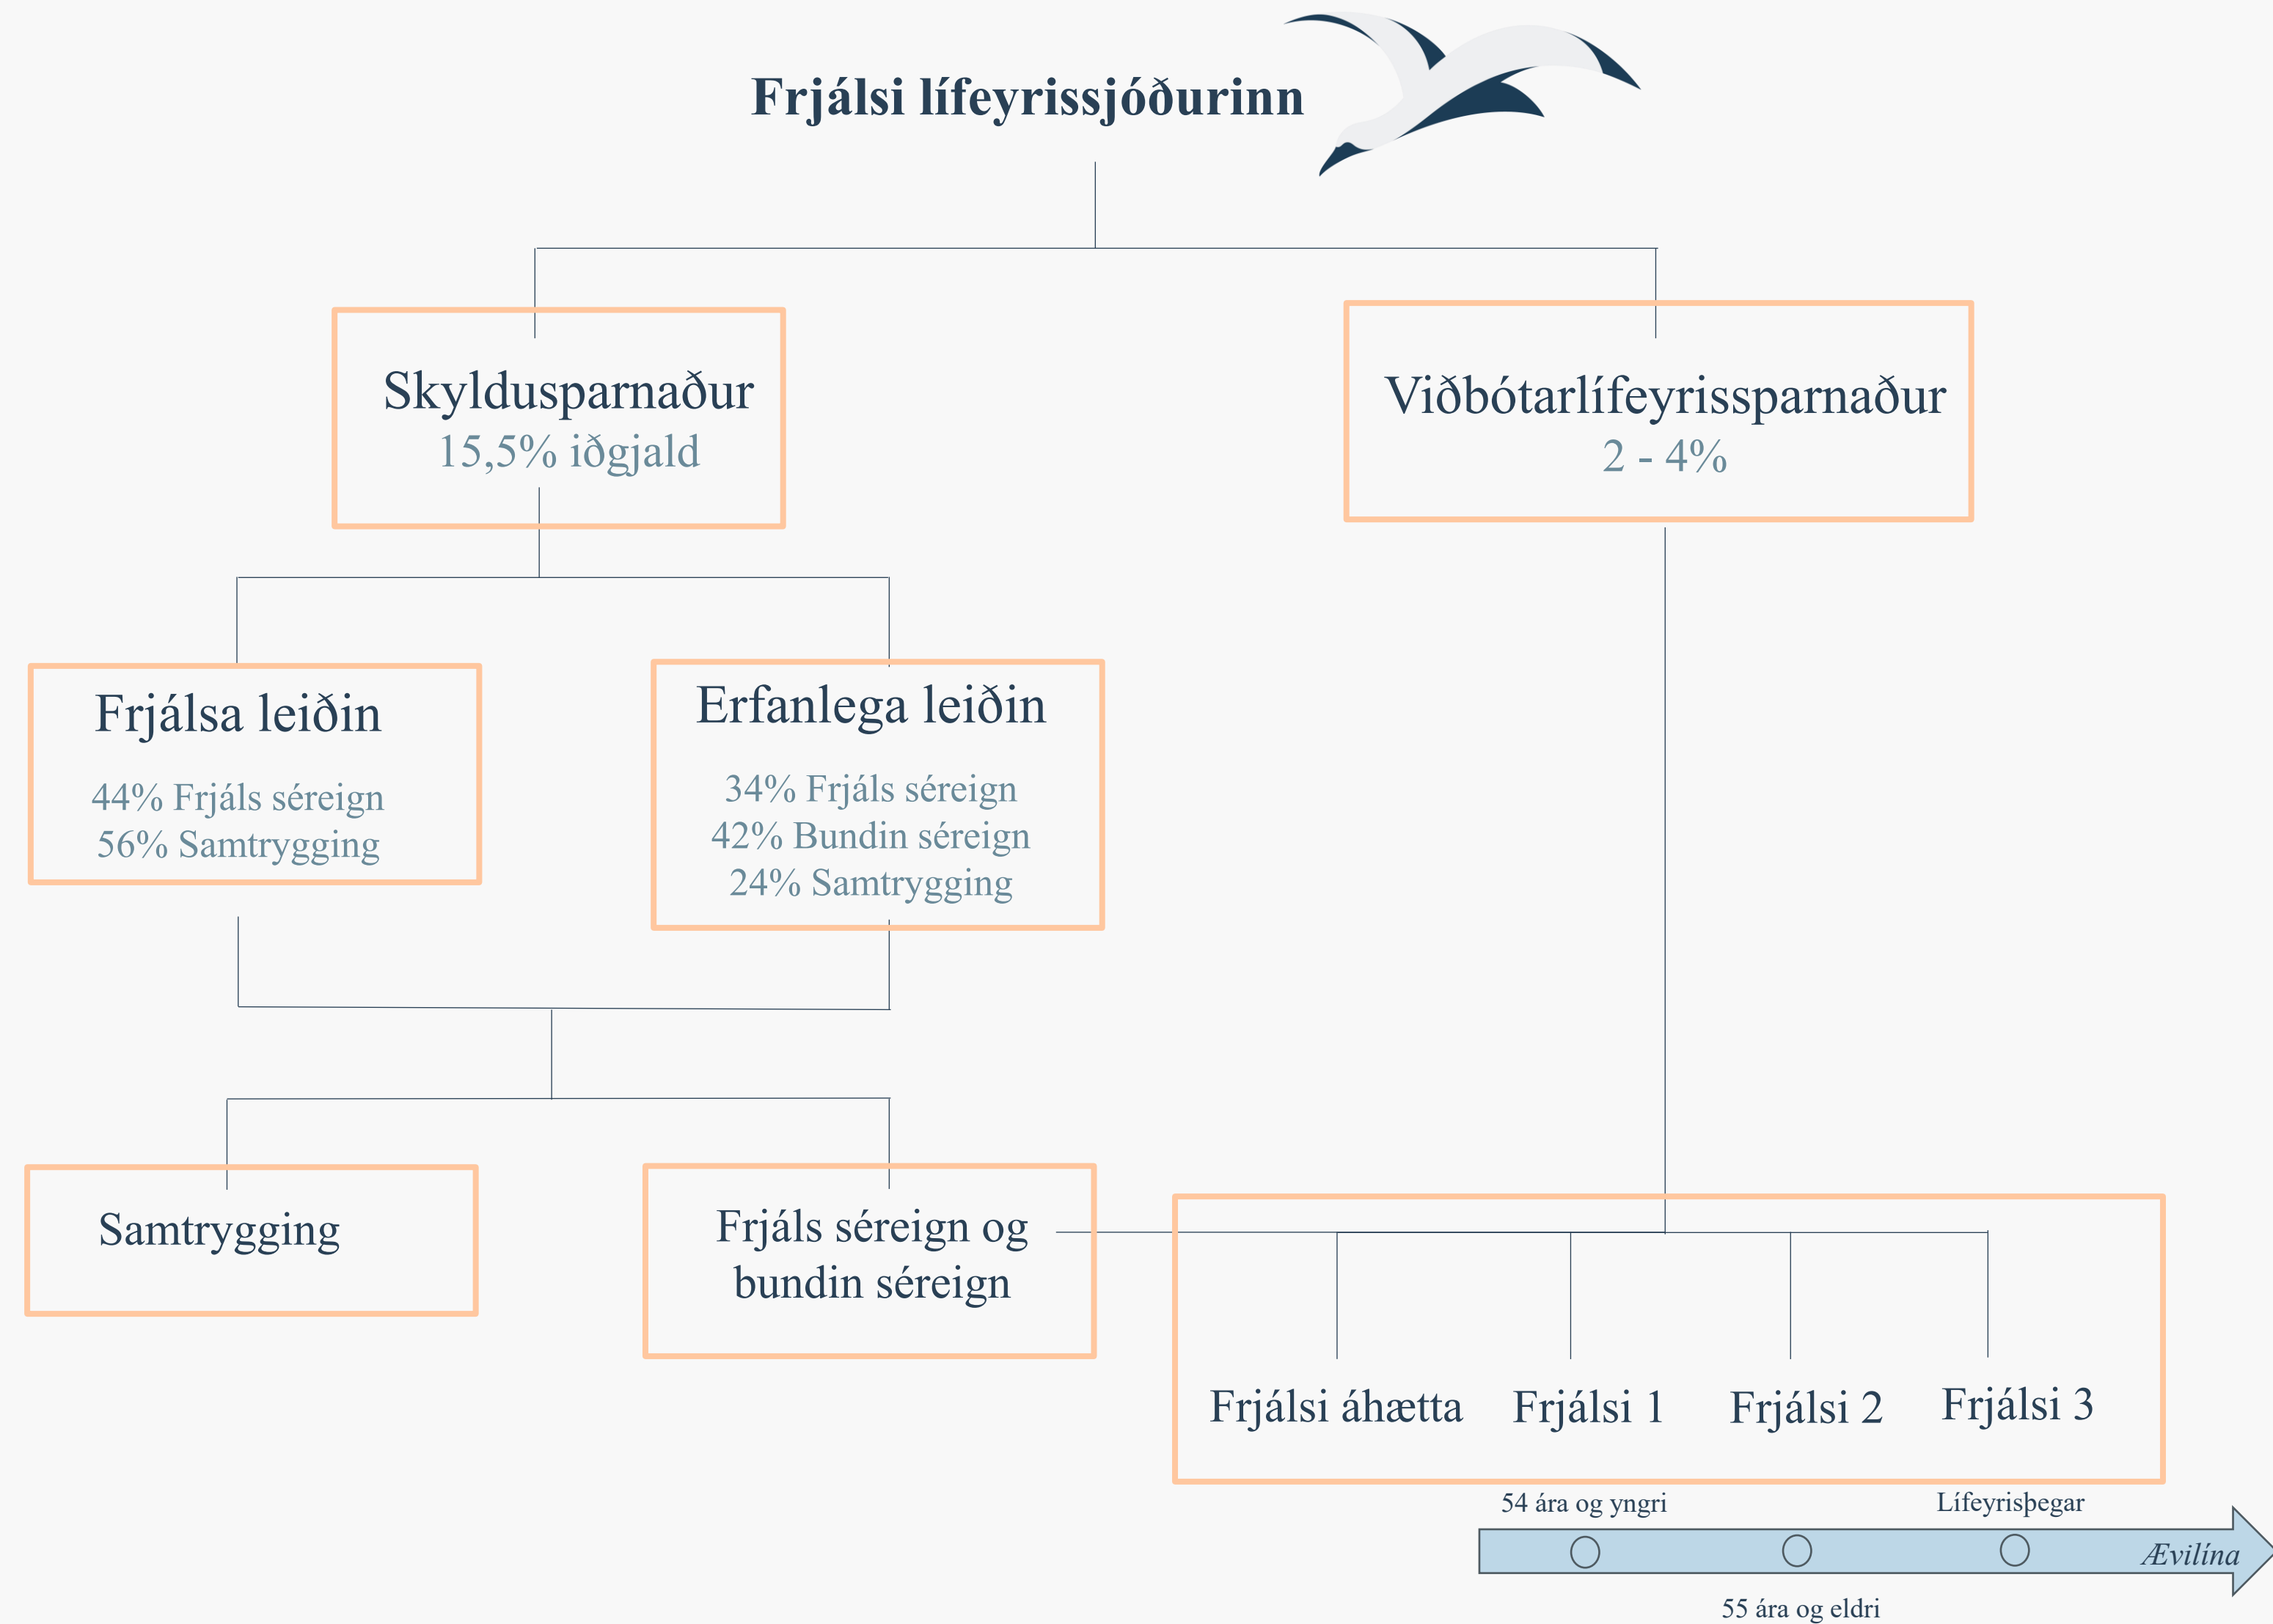 Frjálsi lífeyrissjóðurinn
Skyldusparnaður
15,5% iðgjald
Viðbótarlífeyrissparnaður
2 - 4%
Frjálsa leiðin
44% Frjáls séreign
56% Samtrygging
Erfanlega leiðin
34% Frjáls séreign
42% Bundin séreign
24% Samtrygging
Samtrygging
Frjáls séreign og
bundin séreign
Frjálsi áhætta
Frjálsi 1
Frjálsi 2
Frjálsi 3
54 ára og yngri
Lífeyrisþegar
Ævilína
55 ára og eldri